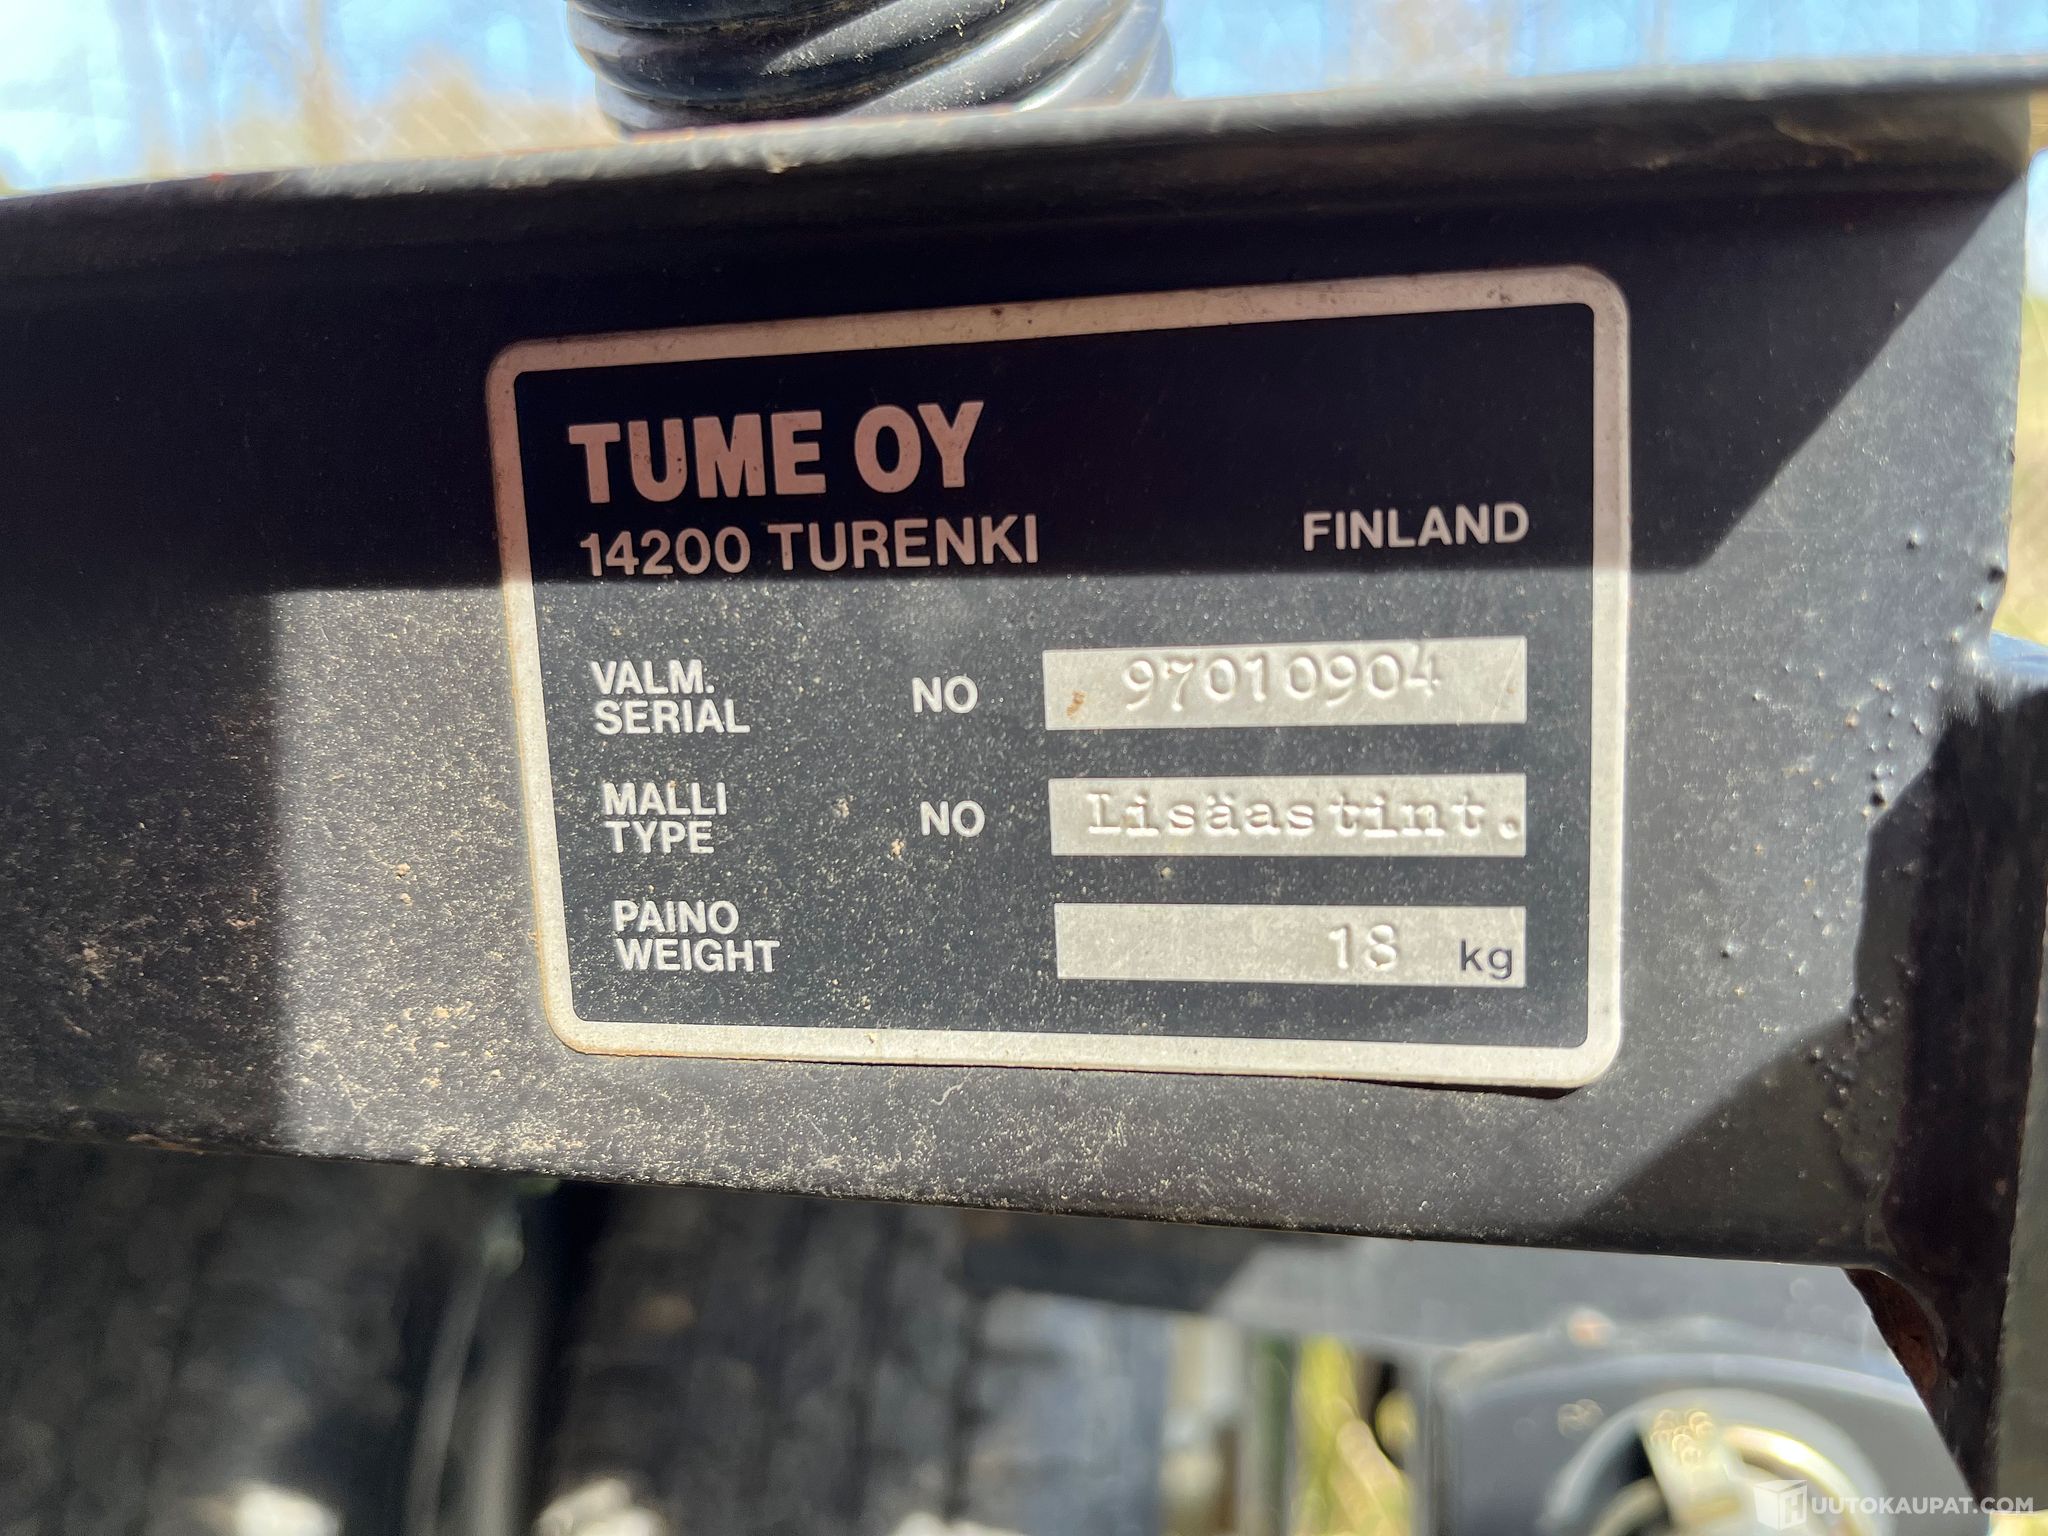 TUME OY
14200 TURENKI FINLAND
VALM.
SERIAL NO 97010904
MALLI
TYPE NO Lisäastint.
PAINO
WEIGHT 18 kg
HUUTOKAUPAT.COM